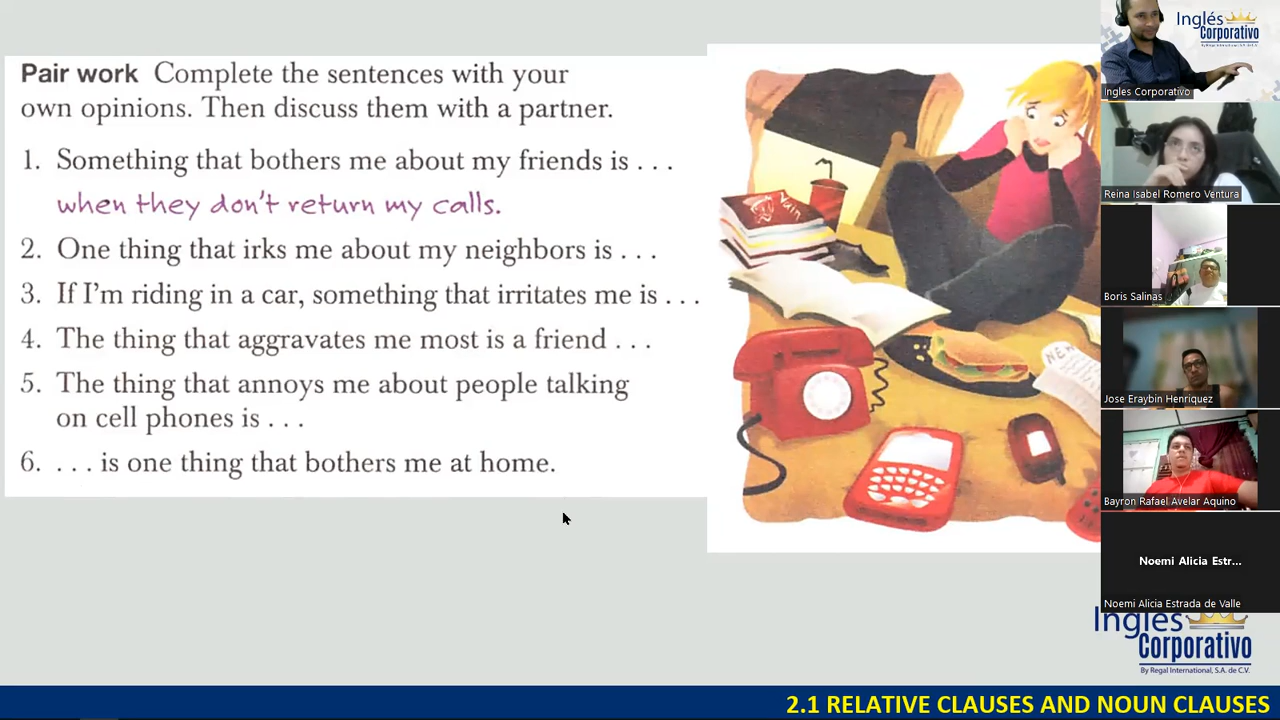 Pair work Complete the sentences with your
own opinions. Then discuss them with a partner.
1. Something that bothers me about my friends is . . .
when they don't return my calls.
2. One thing that irks me about my neighbors is . . .
3. If I'm riding in a car, something that irritates me is . . .
4. The thing that aggravates me most is a friend . . .
5. The thing that annoys me about people talking
on cell phones is . . .
6. . . . is one thing that bothers me at home.
Vain
NEW
Inglés
Corporativo
By Regal International, S.A. de C.V.
Ingles Corporativo
Reina Isabel Romero Ventura
Boris Salinas
Jose Eraybin Henriquez
Bayron Rafael Avelar Aquino
Noemi Alicia Estr...
Noemi Alicia Estrada de Valle
Inglés
Corporativo
By Regal International, S.A. de C.V.
2.1 RELATIVE CLAUSES AND NOUN CLAUSES